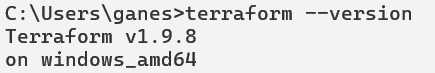 C:\Users\ganes>terraform --version
Terraform v1.9.8
on windows_amd64